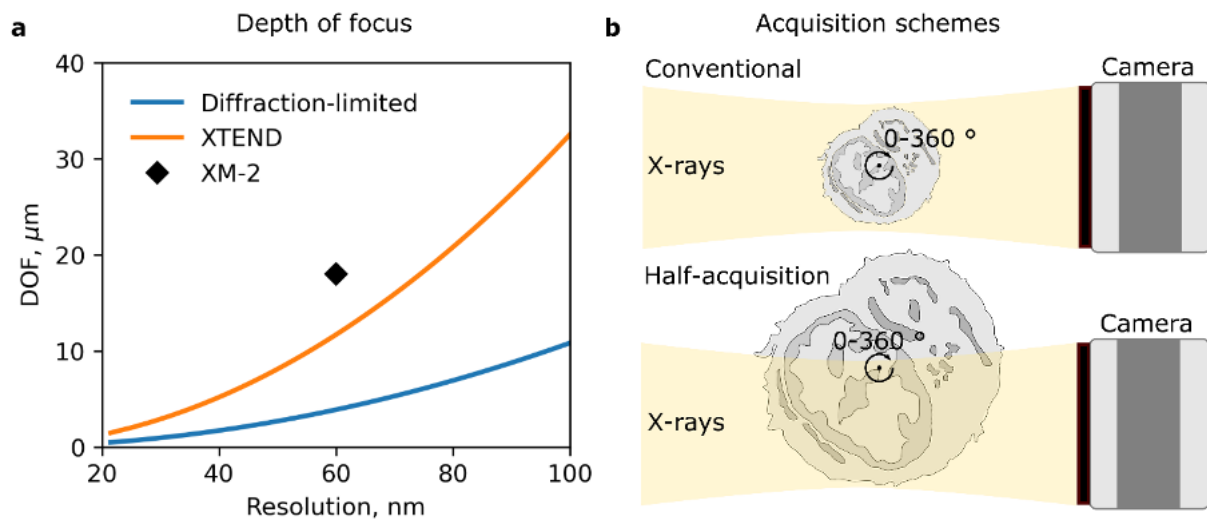 a
Depth of focus
40
30
20
10
0
DOF, μm
Diffraction-limited
XTEND
XM-2
20
40
60
80
100
Resolution, nm
b
Acquisition schemes
Conventional
Camera
0-360 °
X-rays
Half-acquisition
Camera
0-360 °
X-rays